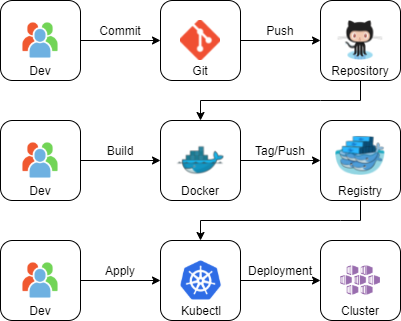 Commit
Push
Dev
Git
Repository
Build
Tag/Push
Dev
Docker
Registry
Apply
Deployment
Dev
Kubectl
Cluster